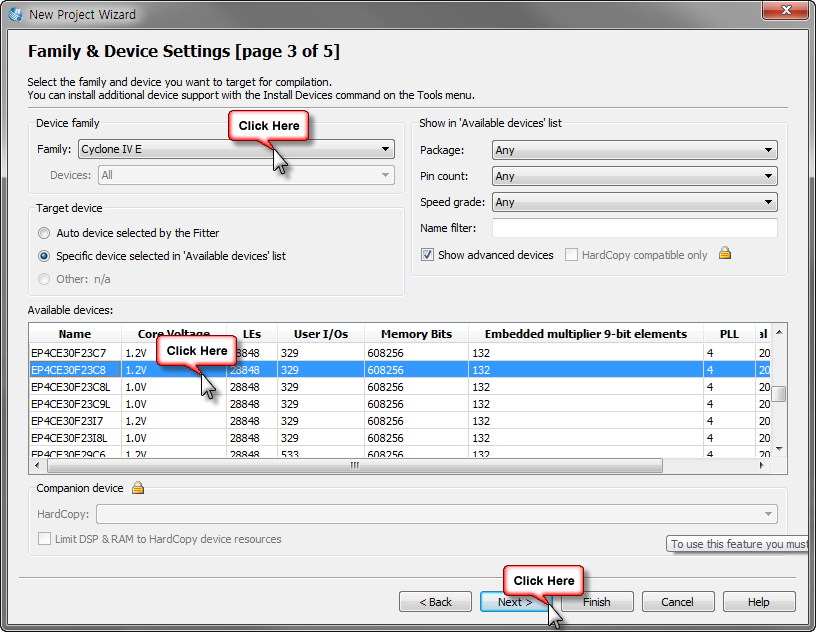 New Project Wizard
Family & Device Settings [page 3 of 5]
Select the family and device you want to target for compilation.
You can install additional device support with the Install Devices command on the Tools menu.
Device family
Family: Cyclone IV E
Devices: All
Click Here
Target device
Auto device selected by the Fitter
Specific device selected in 'Available devices' list
Other: n/a
Show in 'Available devices' list
Package: Any
Pin count: Any
Speed grade: Any
Name filter:
Show advanced devices HardCopy compatible only
Available devices:
Name Core Voltage LEs User I/Os Memory Bits Embedded multiplier 9-bit elements PLL al
EP4CE30F23C7 1.2V 28848 329 608256 132 4 20
EP4CE30F23C8 1.2V 28848 329 608256 132 4 20
EP4CE30F23C8L 1.0V 28848 329 608256 132 4 20
EP4CE30F23C9L 1.0V 28848 329 608256 132 4 20
EP4CE30F23I7 1.2V 28848 329 608256 132 4 20
EP4CE30F23I8L 1.0V 28848 329 608256 132 4 20
EP4CE30F29C6 1.2V 28848 533 608256 132 4 20
Click Here
Companion device
HardCopy:
Limit DSP & RAM to HardCopy device resources
To use this feature you must
Click Here
< Back Next > Finish Cancel Help